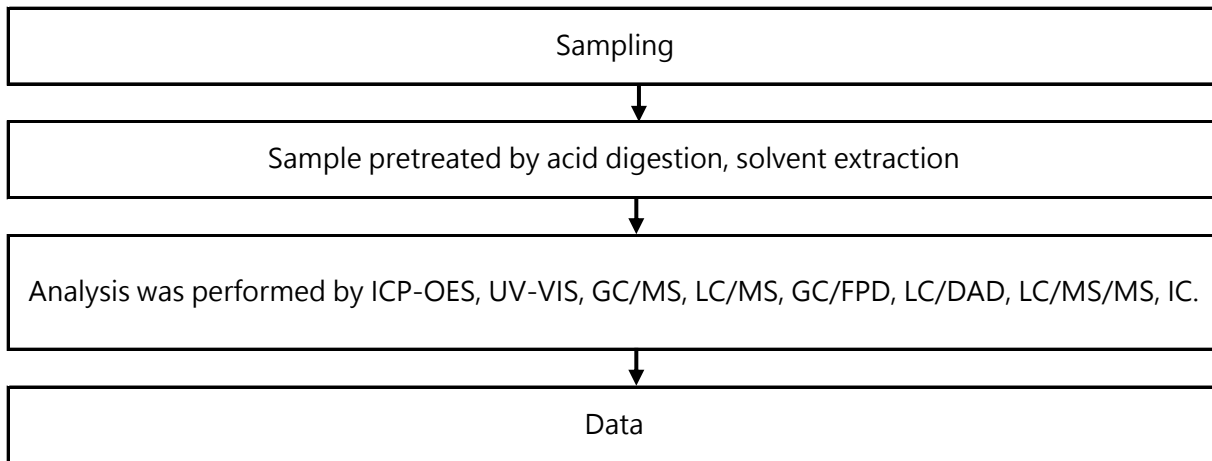 Sampling
Sample pretreated by acid digestion, solvent extraction
Analysis was performed by ICP-OES, UV-VIS, GC/MS, LC/MS, GC/FPD, LC/DAD, LC/MS/MS, IC.
Data